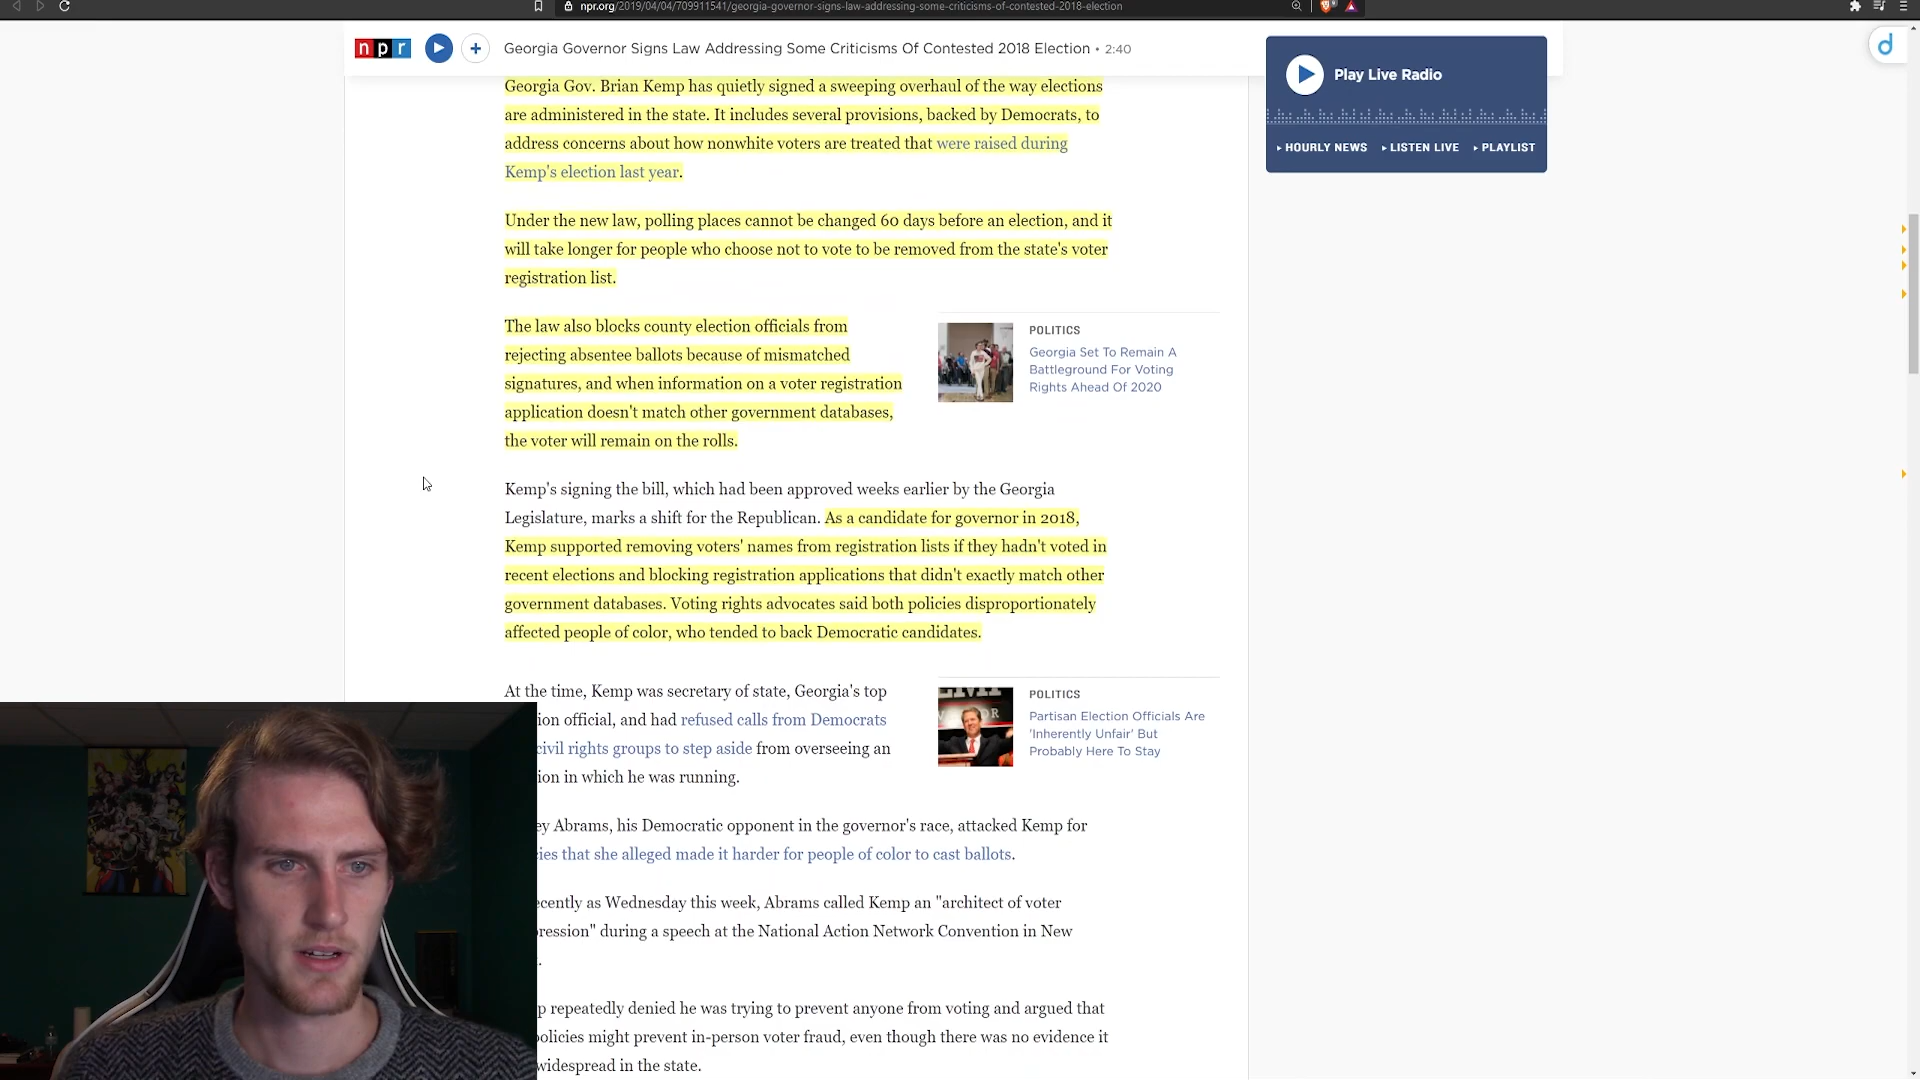 npr.org/2019/04/04/709911541/georgia-governor-signs-law-addressing-some-criticisms-of-contested-2018-election
npr
Georgia Governor Signs Law Addressing Some Criticisms Of Contested 2018 Election • 2:40
Play Live Radio
HOURLY NEWS
LISTEN LIVE
PLAYLIST
d
Georgia Gov. Brian Kemp has quietly signed a sweeping overhaul of the way elections
are administered in the state. It includes several provisions, backed by Democrats, to
address concerns about how nonwhite voters are treated that were raised during
Kemp's election last year.
Under the new law, polling places cannot be changed 60 days before an election, and it
will take longer for people who choose not to vote to be removed from the state's voter
registration list.
The law also blocks county election officials from
rejecting absentee ballots because of mismatched
signatures, and when information on a voter registration
application doesn't match other government databases,
the voter will remain on the rolls.
POLITICS
Georgia Set To Remain A
Battleground For Voting
Rights Ahead Of 2020
Kemp's signing the bill, which had been approved weeks earlier by the Georgia
Legislature, marks a shift for the Republican. As a candidate for governor in 2018,
Kemp supported removing voters' names from registration lists if they hadn't voted in
recent elections and blocking registration applications that didn't exactly match other
government databases. Voting rights advocates said both policies disproportionately
affected people of color, who tended to back Democratic candidates.
At the time, Kemp was secretary of state, Georgia's top
ion official, and had refused calls from Democrats
civil rights groups to step aside from overseeing an
ion in which he was running.
POLITICS
Partisan Election Officials Are
'Inherently Unfair' But
Probably Here To Stay
ey Abrams, his Democratic opponent in the governor's race, attacked Kemp for
cies that she alleged made it harder for people of color to cast ballots.
ecently as Wednesday this week, Abrams called Kemp an "architect of voter
pression" during a speech at the National Action Network Convention in New
.
p repeatedly denied he was trying to prevent anyone from voting and argued that
policies might prevent in-person voter fraud, even though there was no evidence it
widespread in the state.